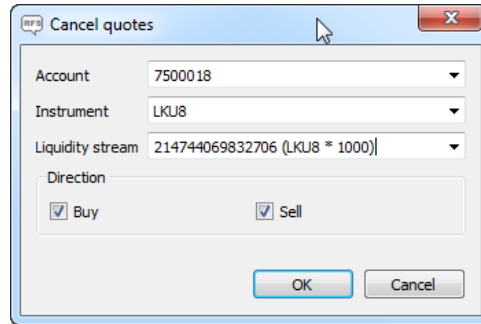 RFS Cancel quotes
Account 7500018
Instrument LKU8
Liquidity stream 214744069832706 (LKU8 * 1000)
Direction
Buy Sell
OK Cancel